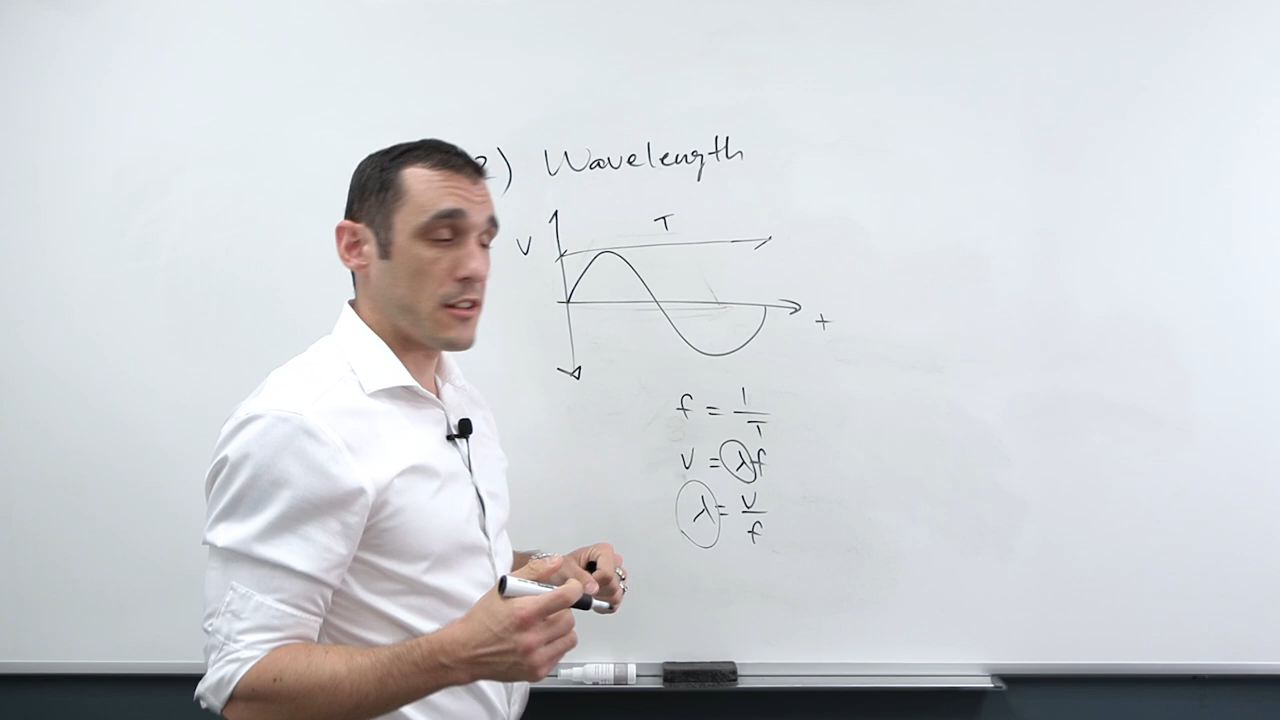 2) Wavelength
T
V
t
f = 1/T
v = λf
λ = v/f